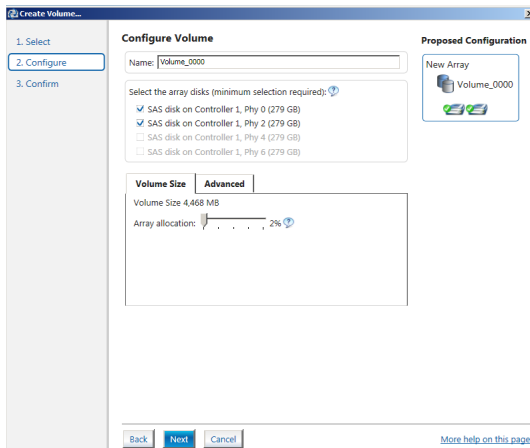 Create Volume...
1. Select
2. Configure
3. Confirm
Configure Volume
Name: Volume_0000
Select the array disks (minimum selection required):
SAS disk on Controller 1, Phy 0 (279 GB)
SAS disk on Controller 1, Phy 2 (279 GB)
SAS disk on Controller 1, Phy 4 (279 GB)
SAS disk on Controller 1, Phy 6 (279 GB)
Volume Size Advanced
Volume Size 4,468 MB
Array allocation: 2%
Proposed Configuration
New Array
Volume_0000
Back Next Cancel
More help on this page